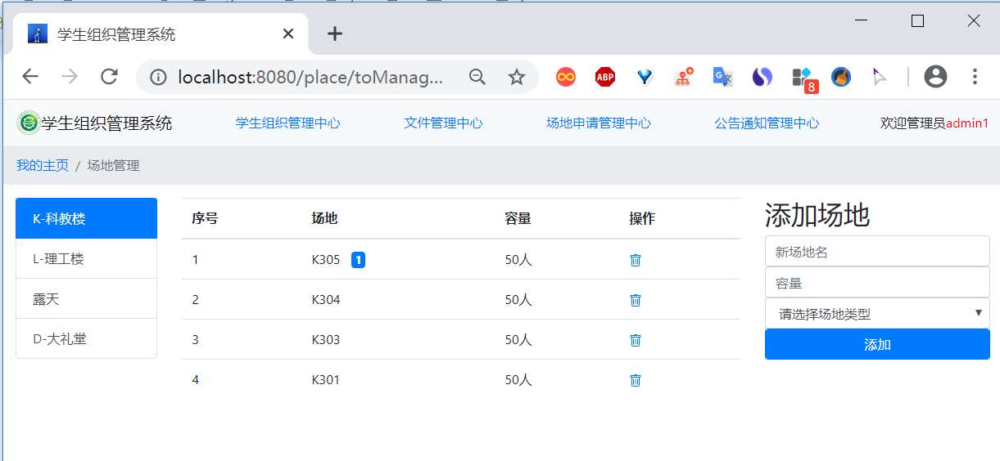 学生组织管理系统
localhost:8080/place/toManag...
ABP
8
学生组织管理系统 学生组织管理中心 文件管理中心 场地申请管理中心 公告通知管理中心 欢迎管理员admin1
我的主页 / 场地管理
K-科教楼
L-理工楼
露天
D-大礼堂
序号 场地 容量 操作
1 K305 1 50人
2 K304 50人
3 K303 50人
4 K301 50人
添加场地
新场地名
容量
请选择场地类型
添加